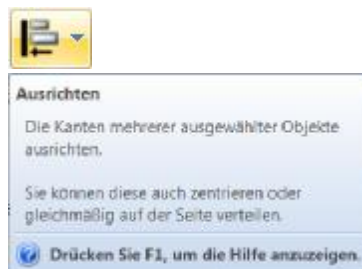 Ausrichten
Die Kanten mehrerer ausgewählter Objekte
ausrichten.
Sie können diese auch zentrieren oder
gleichmäßig auf der Seite verteilen.
Drücken Sie F1, um die Hilfe anzuzeigen.